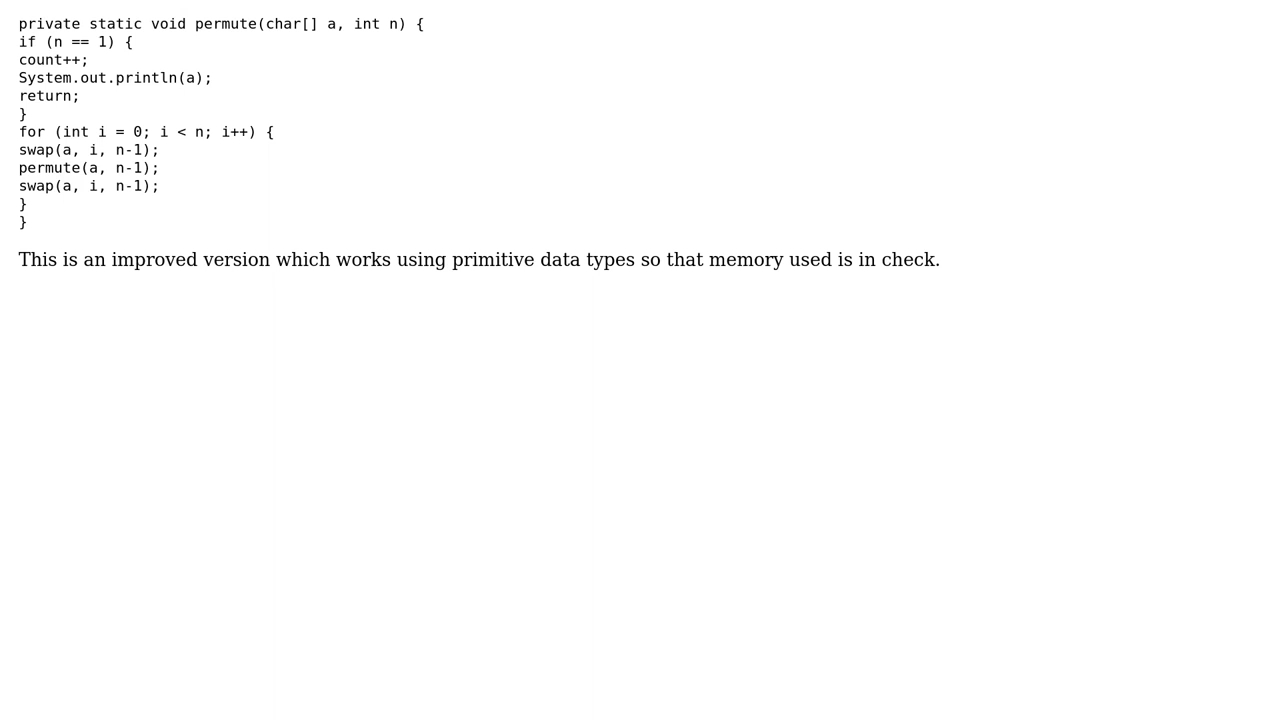 private static void permute(char[] a, int n) {
if (n == 1) {
count++;
System.out.println(a);
return;
}
for (int i = 0; i < n; i++) {
swap(a, i, n-1);
permute(a, n-1);
swap(a, i, n-1);
}
}
This is an improved version which works using primitive data types so that memory used is in check.